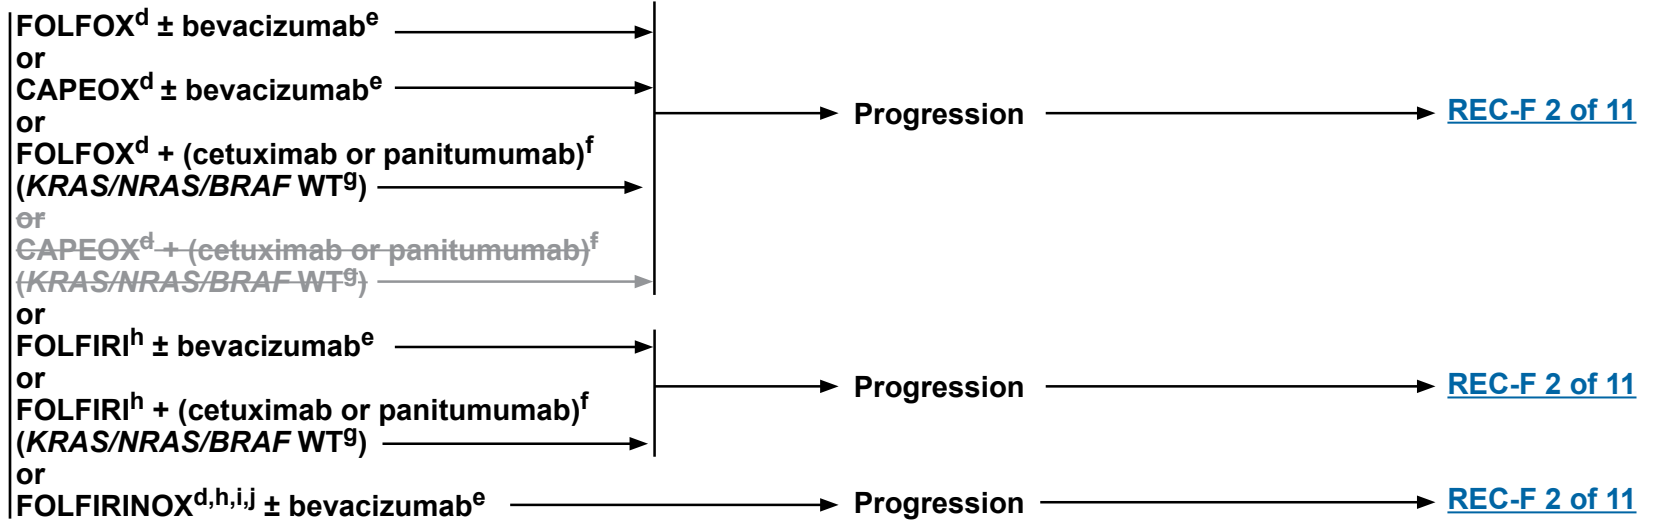 FOLFOXᵈ ± bevacizumabᵉ
or
CAPEOXᵈ ± bevacizumabᵉ
or
Progression
REC-F 2 of 11
FOLFOXᵈ + (cetuximab or panitumumab)ᶠ
(KRAS/NRAS/BRAF WTᵍ)
or
CAPEOXᵈ + (cetuximab or panitumumab)ᶠ
(KRAS/NRAS/BRAF WTᵍ)
or
FOLFIRIʰ ± bevacizumabᵉ
or
Progression
REC-F 2 of 11
FOLFIRIʰ + (cetuximab or panitumumab)ᶠ
(KRAS/NRAS/BRAF WTᵍ)
or
FOLFIRINOXᵈ,ʰ,ⁱ,ʲ ± bevacizumabᵉ
Progression
REC-F 2 of 11